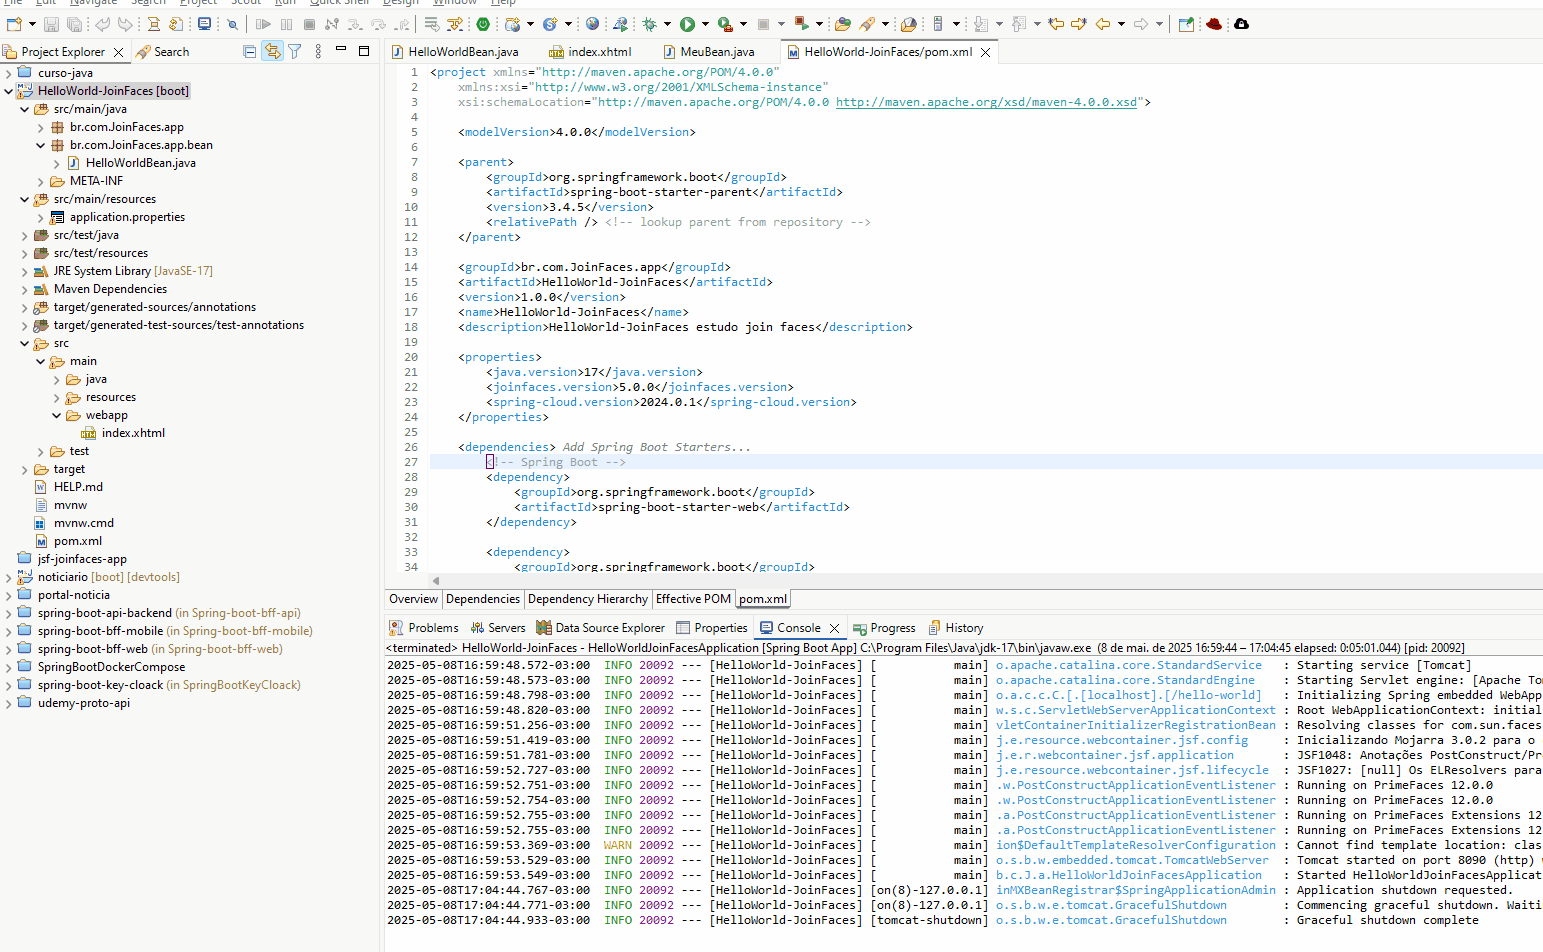 File Edit Navigate Search Project Scout Run Quick Shell Design Window Help
Project Explorer
Search
curso-java
HelloWorld-JoinFaces [boot]
src/main/java
br.com.JoinFaces.app
br.com.JoinFaces.app.bean
HelloWorldBean.java
META-INF
src/main/resources
application.properties
src/test/java
src/test/resources
JRE System Library [JavaSE-17]
Maven Dependencies
target/generated-sources/annotations
target/generated-test-sources/test-annotations
src
main
java
resources
webapp
index.xhtml
test
target
HELP.md
mvnw
mvnw.cmd
pom.xml
jsf-joinfaces-app
noticiario [boot] [devtools]
portal-noticia
spring-boot-api-backend (in Spring-boot-bff-api)
spring-boot-bff-mobile (in Spring-boot-bff-mobile)
spring-boot-bff-web (in Spring-boot-bff-web)
SpringBootDockerCompose
spring-boot-key-cloack (in SpringBootKeyCloack)
udemy-proto-api
HelloWorldBean.java index.xhtml MeuBean.java HelloWorld-JoinFaces/pom.xml
1 <project xmlns="http://maven.apache.org/POM/4.0.0"
2 xmlns:xsi="http://www.w3.org/2001/XMLSchema-instance"
3 xsi:schemaLocation="http://maven.apache.org/POM/4.0.0 http://maven.apache.org/xsd/maven-4.0.0.xsd">
4
5 <modelVersion>4.0.0</modelVersion>
6
7 <parent>
8 <groupId>org.springframework.boot</groupId>
9 <artifactId>spring-boot-starter-parent</artifactId>
10 <version>3.4.5</version>
11 <relativePath /> <!-- lookup parent from repository -->
12 </parent>
13
14 <groupId>br.com.JoinFaces.app</groupId>
15 <artifactId>HelloWorld-JoinFaces</artifactId>
16 <version>1.0.0</version>
17 <name>HelloWorld-JoinFaces</name>
18 <description>HelloWorld-JoinFaces estudo join faces</description>
19
20 <properties>
21 <java.version>17</java.version>
22 <joinfaces.version>5.0.0</joinfaces.version>
23 <spring-cloud.version>2024.0.1</spring-cloud.version>
24 </properties>
25
26 <dependencies> Add Spring Boot Starters...
27 <!-- Spring Boot -->
28 <dependency>
29 <groupId>org.springframework.boot</groupId>
30 <artifactId>spring-boot-starter-web</artifactId>
31 </dependency>
32
33 <dependency>
34 <groupId>org.springframework.boot</groupId>
Overview Dependencies Dependency Hierarchy Effective POM pom.xml
Problems Servers Data Source Explorer Properties Console Progress History
<terminated> HelloWorld-JoinFaces - HelloWorldJoinFacesApplication [Spring Boot App] C:\Program Files\Java\jdk-17\bin\javaw.exe (8 de mai. de 2025 16:59:44 – 17:04:45 elapsed: 0:05:01.044) [pid: 20092]
2025-05-08T16:59:48.572-03:00 INFO 20092 --- [HelloWorld-JoinFaces] [ main] o.apache.catalina.core.StandardService : Starting service [Tomcat]
2025-05-08T16:59:48.573-03:00 INFO 20092 --- [HelloWorld-JoinFaces] [ main] o.apache.catalina.core.StandardEngine : Starting Servlet engine: [Apache Tom
2025-05-08T16:59:48.798-03:00 INFO 20092 --- [HelloWorld-JoinFaces] [ main] o.a.c.c.C.[.[localhost].[/hello-world] : Initializing Spring embedded WebApp
2025-05-08T16:59:48.820-03:00 INFO 20092 --- [HelloWorld-JoinFaces] [ main] w.s.c.ServletWebServerApplicationContext : Root WebApplicationContext: initial
2025-05-08T16:59:51.256-03:00 INFO 20092 --- [HelloWorld-JoinFaces] [ main] vletContainerInitializerRegistrationBean : Resolving classes for com.sun.faces
2025-05-08T16:59:51.419-03:00 INFO 20092 --- [HelloWorld-JoinFaces] [ main] j.e.resource.webcontainer.jsf.config : Inicializando Mojarra 3.0.2 para o
2025-05-08T16:59:51.781-03:00 INFO 20092 --- [HelloWorld-JoinFaces] [ main] j.e.r.webcontainer.jsf.application : JSF1048: Anotações PostConstruct/Pr
2025-05-08T16:59:52.727-03:00 INFO 20092 --- [HelloWorld-JoinFaces] [ main] j.e.resource.webcontainer.jsf.lifecycle : JSF1027: [null] Os ELResolvers para
2025-05-08T16:59:52.751-03:00 INFO 20092 --- [HelloWorld-JoinFaces] [ main] .w.PostConstructApplicationEventListener : Running on PrimeFaces 12.0.0
2025-05-08T16:59:52.754-03:00 INFO 20092 --- [HelloWorld-JoinFaces] [ main] .w.PostConstructApplicationEventListener : Running on PrimeFaces 12.0.0
2025-05-08T16:59:52.755-03:00 INFO 20092 --- [HelloWorld-JoinFaces] [ main] .a.PostConstructApplicationEventListener : Running on PrimeFaces Extensions 12
2025-05-08T16:59:52.755-03:00 INFO 20092 --- [HelloWorld-JoinFaces] [ main] .a.PostConstructApplicationEventListener : Running on PrimeFaces Extensions 12
2025-05-08T16:59:53.369-03:00 WARN 20092 --- [HelloWorld-JoinFaces] [ main] ion$DefaultTemplateResolverConfiguration : Cannot find template location: clas
2025-05-08T16:59:53.529-03:00 INFO 20092 --- [HelloWorld-JoinFaces] [ main] o.s.b.w.embedded.tomcat.TomcatWebServer : Tomcat started on port 8090 (http) w
2025-05-08T16:59:53.549-03:00 INFO 20092 --- [HelloWorld-JoinFaces] [ main] b.c.J.a.HelloWorldJoinFacesApplication : Started HelloWorldJoinFacesApplicat
2025-05-08T17:04:44.767-03:00 INFO 20092 --- [HelloWorld-JoinFaces] [on(8)-127.0.0.1] inMXBeanRegistrar$SpringApplicationAdmin : Application shutdown requested.
2025-05-08T17:04:44.771-03:00 INFO 20092 --- [HelloWorld-JoinFaces] [on(8)-127.0.0.1] o.s.b.w.e.tomcat.GracefulShutdown : Commencing graceful shutdown. Waiti
2025-05-08T17:04:44.933-03:00 INFO 20092 --- [HelloWorld-JoinFaces] [tomcat-shutdown] o.s.b.w.e.tomcat.GracefulShutdown : Graceful shutdown complete